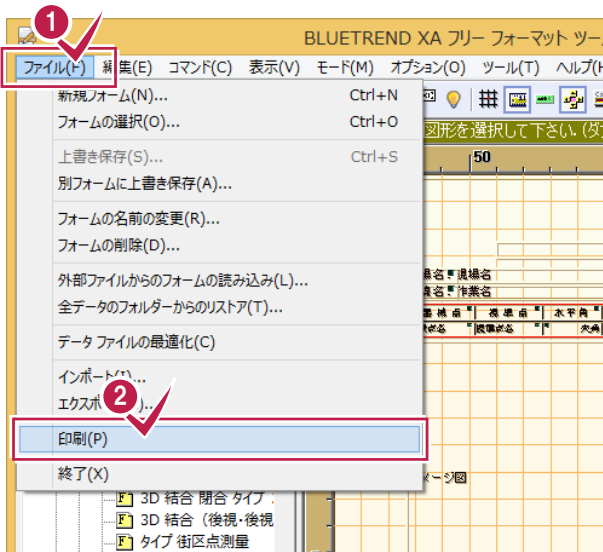 1
BLUETREND XA フリー フォーマット ツー
ファイル(F) 編集(E) コマンド(C) 表示(V) モード(M) オプション(O) ツール(T) ヘルプ(H
新規フォーム(N)... Ctrl+N
フォームの選択(O)... Ctrl+O
図形を選択して下さい。(ダ
上書き保存(S)... Ctrl+S
50
別フォームに上書き保存(A)...
フォームの名前の変更(R)...
フォームの削除(D)...
外部ファイルからのフォームの読み込み(L)...
現場名
全データのフォルダーからのリストア(T)...
作業名
標準点 水平角
データ ファイルの最適化(C)
インポート(I)...
エクスポ
2
印刷(P)
終了(X)
メージ図
3D 結合 閉合 タイプ
3D 結合 (後視・後視
タイプ 街区点測量